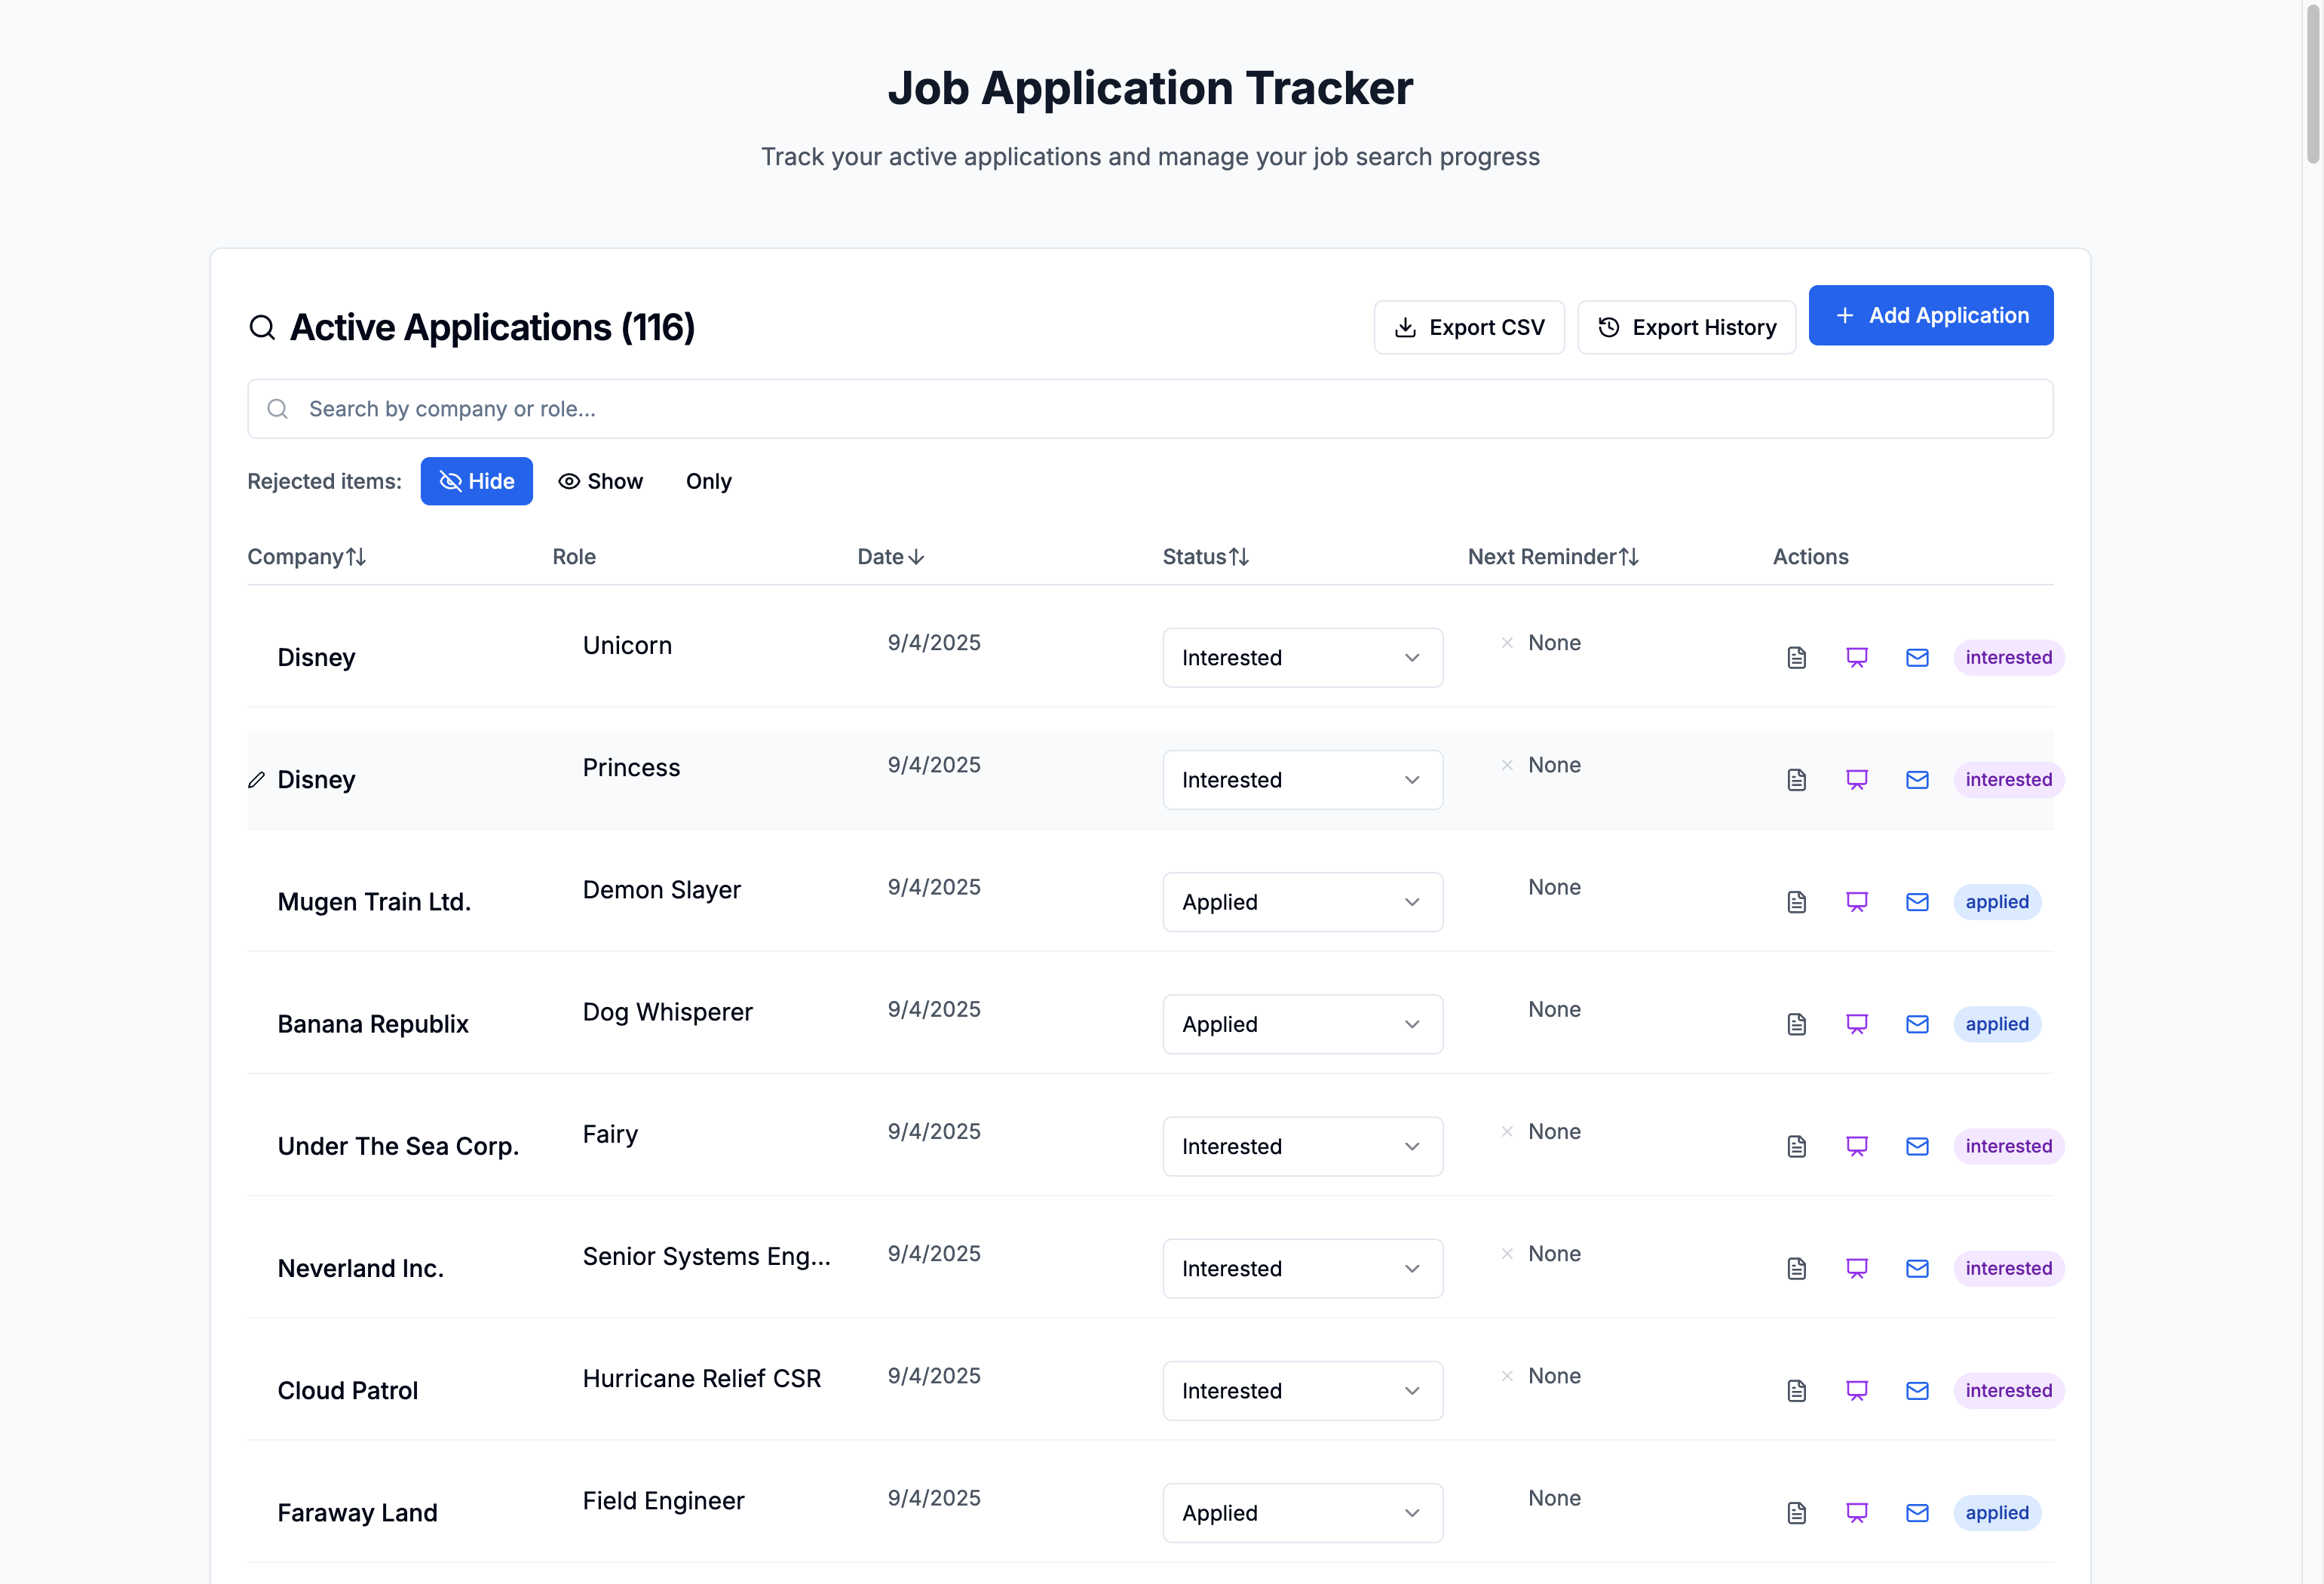 Job Application Tracker
Track your active applications and manage your job search progress
Active Applications (116)
Export CSV
Export History
Add Application
Search by company or role...
Rejected items: Hide Show Only
Company Role Date Status Next Reminder Actions
Disney Unicorn 9/4/2025 Interested None interested
Disney Princess 9/4/2025 Interested None interested
Mugen Train Ltd. Demon Slayer 9/4/2025 Applied None applied
Banana Republix Dog Whisperer 9/4/2025 Applied None applied
Under The Sea Corp. Fairy 9/4/2025 Interested None interested
Neverland Inc. Senior Systems Eng... 9/4/2025 Interested None interested
Cloud Patrol Hurricane Relief CSR 9/4/2025 Interested None interested
Faraway Land Field Engineer 9/4/2025 Applied None applied